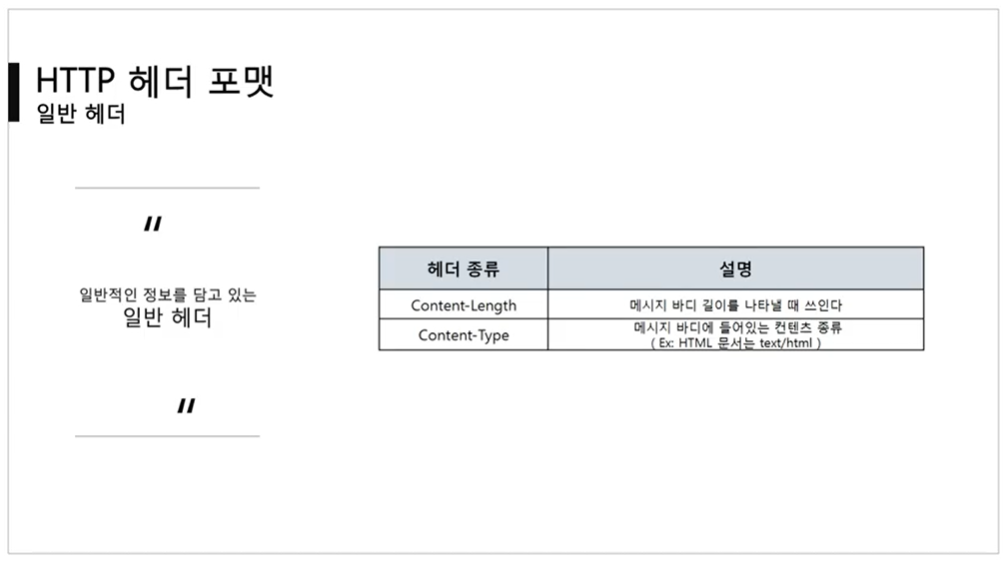 HTTP 헤더 포맷
일반 헤더
“
일반적인 정보를 담고 있는
일반 헤더
“
헤더 종류 설명
Content-Length 메시지 바디 길이를 나타낼 때 쓰인다
Content-Type 메시지 바디에 들어있는 컨텐츠 종류
( Ex: HTML 문서는 text/html )